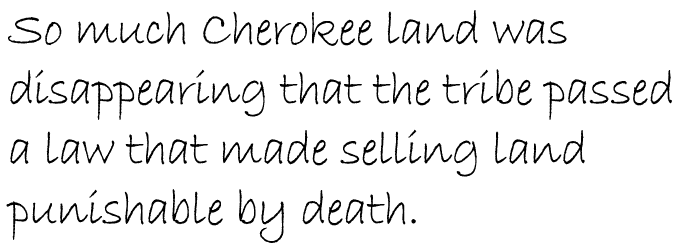 So much Cherokee land was
disappearing that the tribe passed
a law that made selling land
punishable by death.